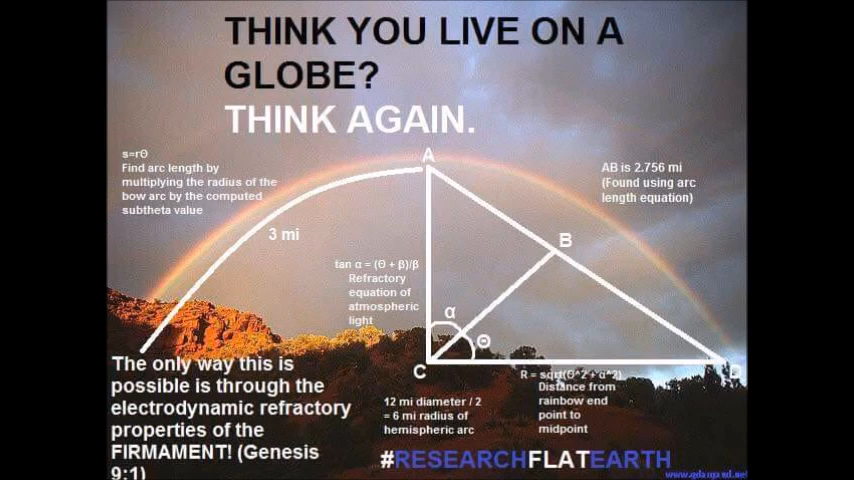 THINK YOU LIVE ON A
GLOBE?
THINK AGAIN.
s=rΘ
Find arc length by
multiplying the radius of the
bow arc by the computed
subtheta value
A
AB is 2.756 mi
(Found using arc
length equation)
3 mi
B
tan α = (Θ + β)/β
Refractory
equation of
atmospheric
light
α
Θ
The only way this is
possible is through the
electrodynamic refractory
properties of the
FIRMAMENT! (Genesis
9:1)
C
D
R = sqrt(Θ^2 + α^2)
Distance from
rainbow end
point to
midpoint
12 mi diameter / 2
= 6 mi radius of
hemispheric arc
#RESEARCHFLATEARTH